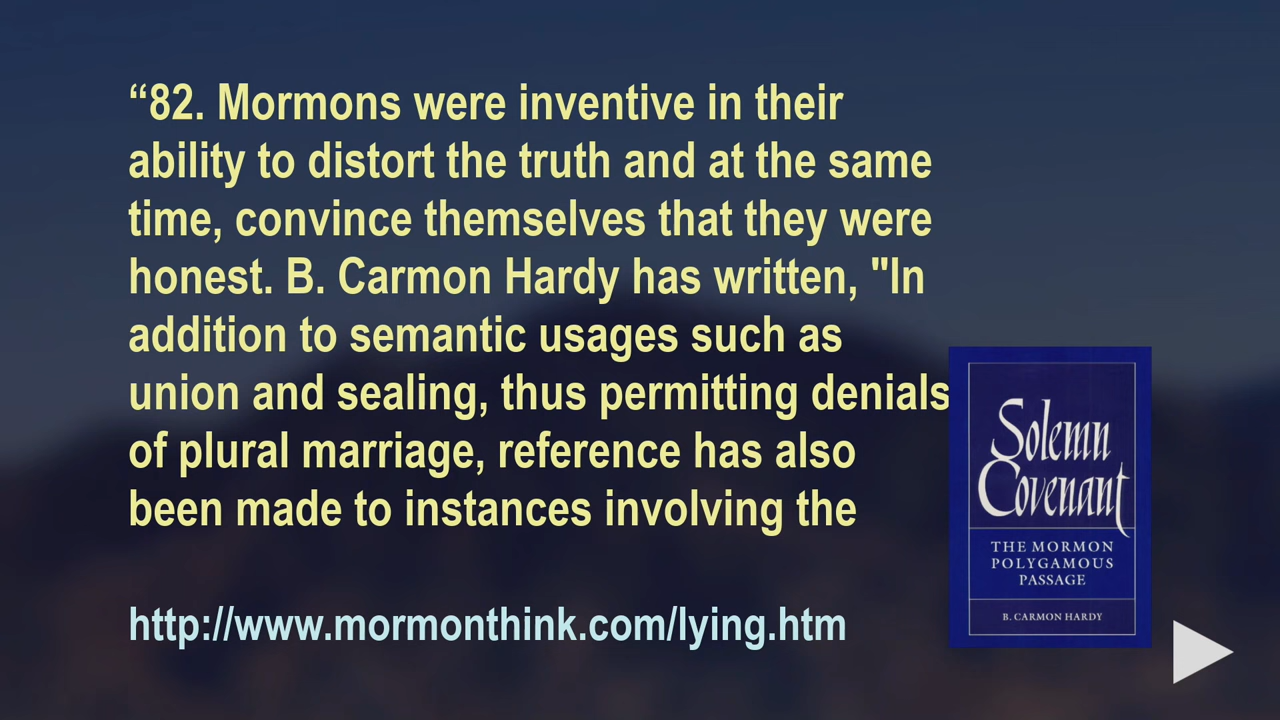 “82. Mormons were inventive in their
ability to distort the truth and at the same
time, convince themselves that they were
honest. B. Carmon Hardy has written, "In
addition to semantic usages such as
union and sealing, thus permitting denials
of plural marriage, reference has also
been made to instances involving the
http://www.mormonthink.com/lying.htm
Solemn
Covenant
THE MORMON
POLYGAMOUS
PASSAGE
B. CARMON HARDY